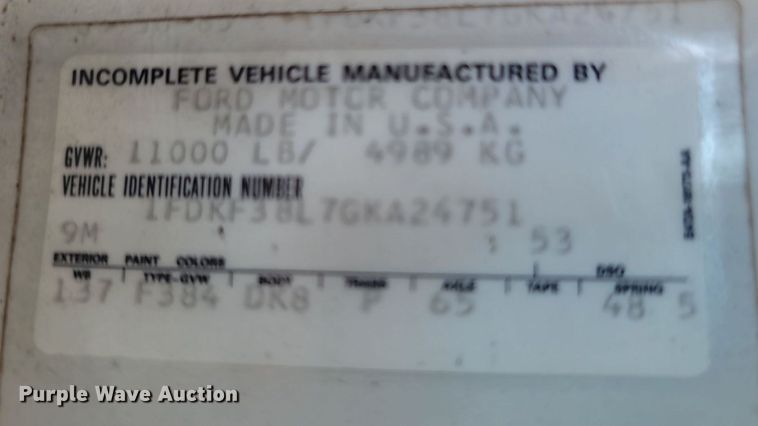 INCOMPLETE VEHICLE MANUFACTURED BY
FORD MOTOR COMPANY
MADE IN U.S.A.
GVWR: 11000 LB/ 4989 KG
VEHICLE IDENTIFICATION NUMBER
1FDKF38L7GKA24751
9M 53
EXTERIOR PAINT COLORS DSO
WB TYPE-GVW BODY TRANS AXLE TAPE SPRING
137 F384 DK8 P 65 48 5
Purple Wave Auction